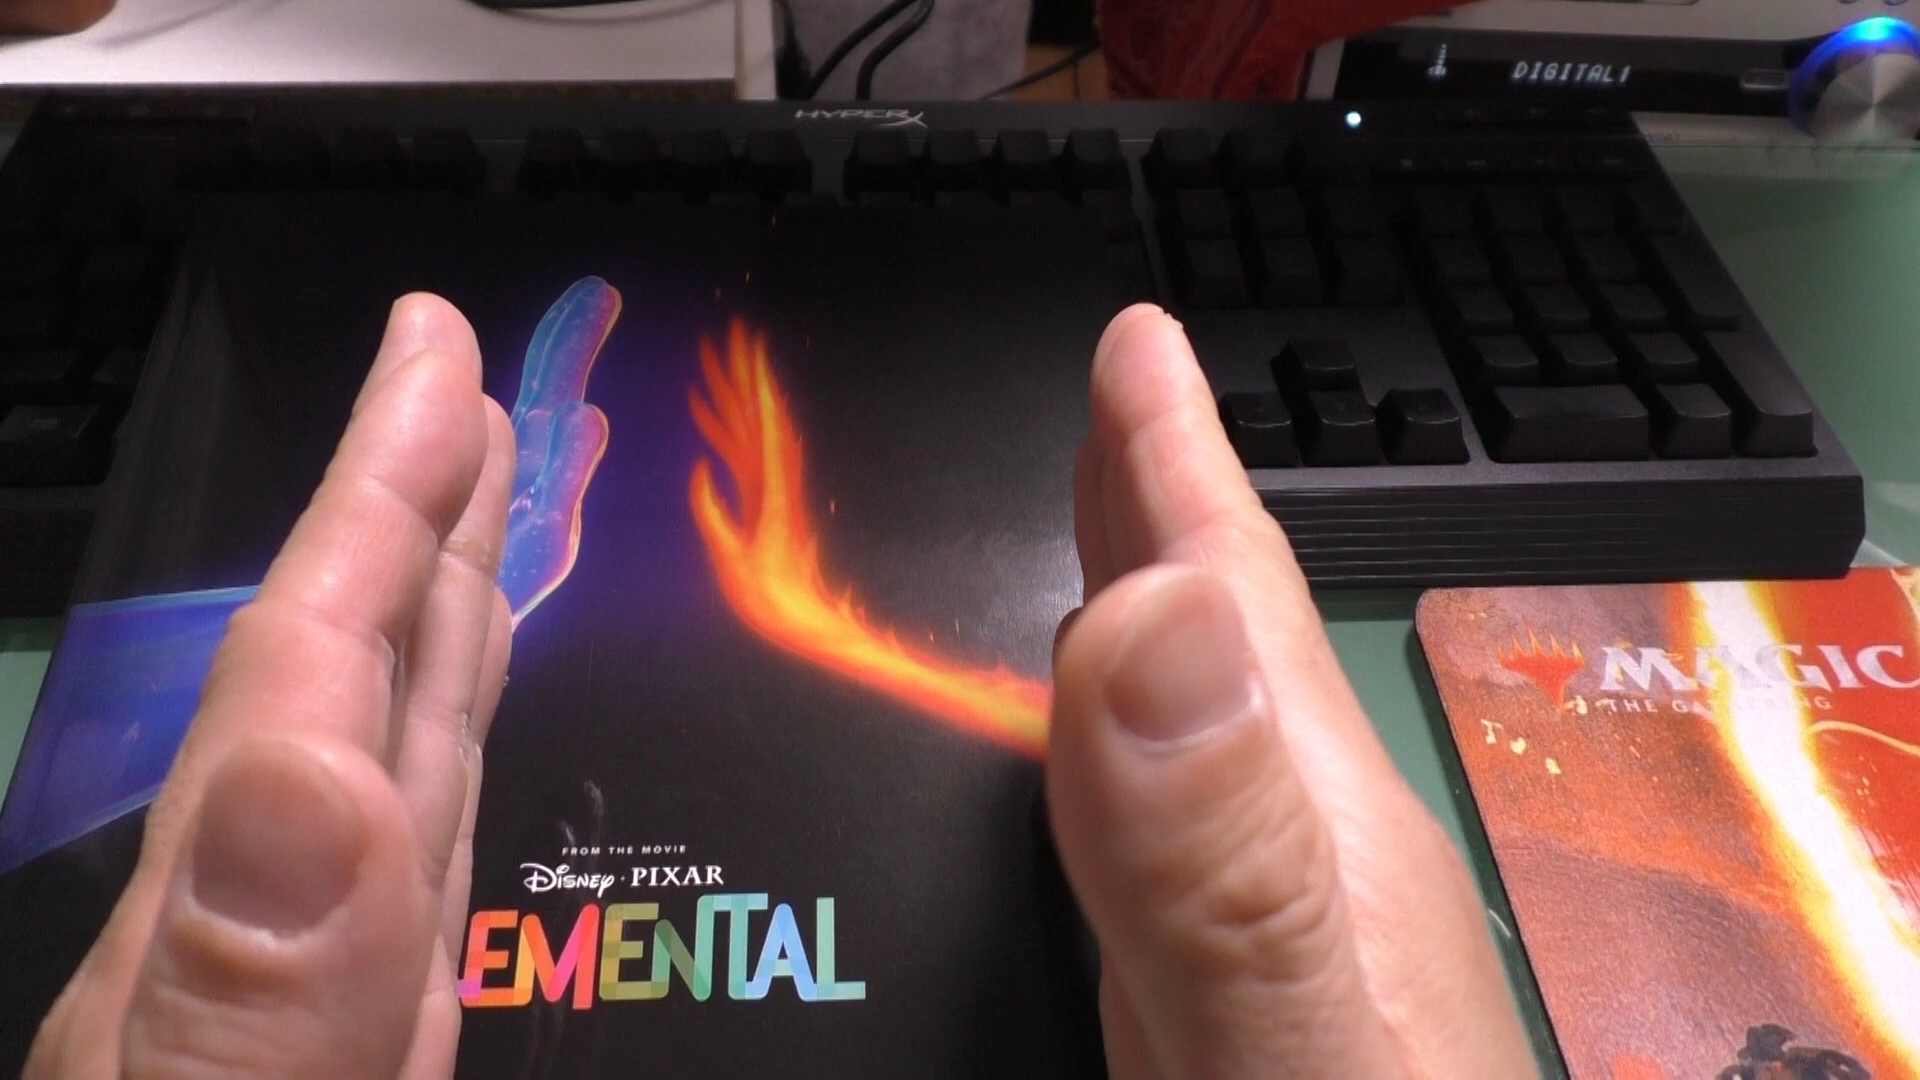 DIGITAL1
HYPERX
MAGIC
THE GATHERING
FROM THE MOVIE
Disney · PIXAR
EMENTAL